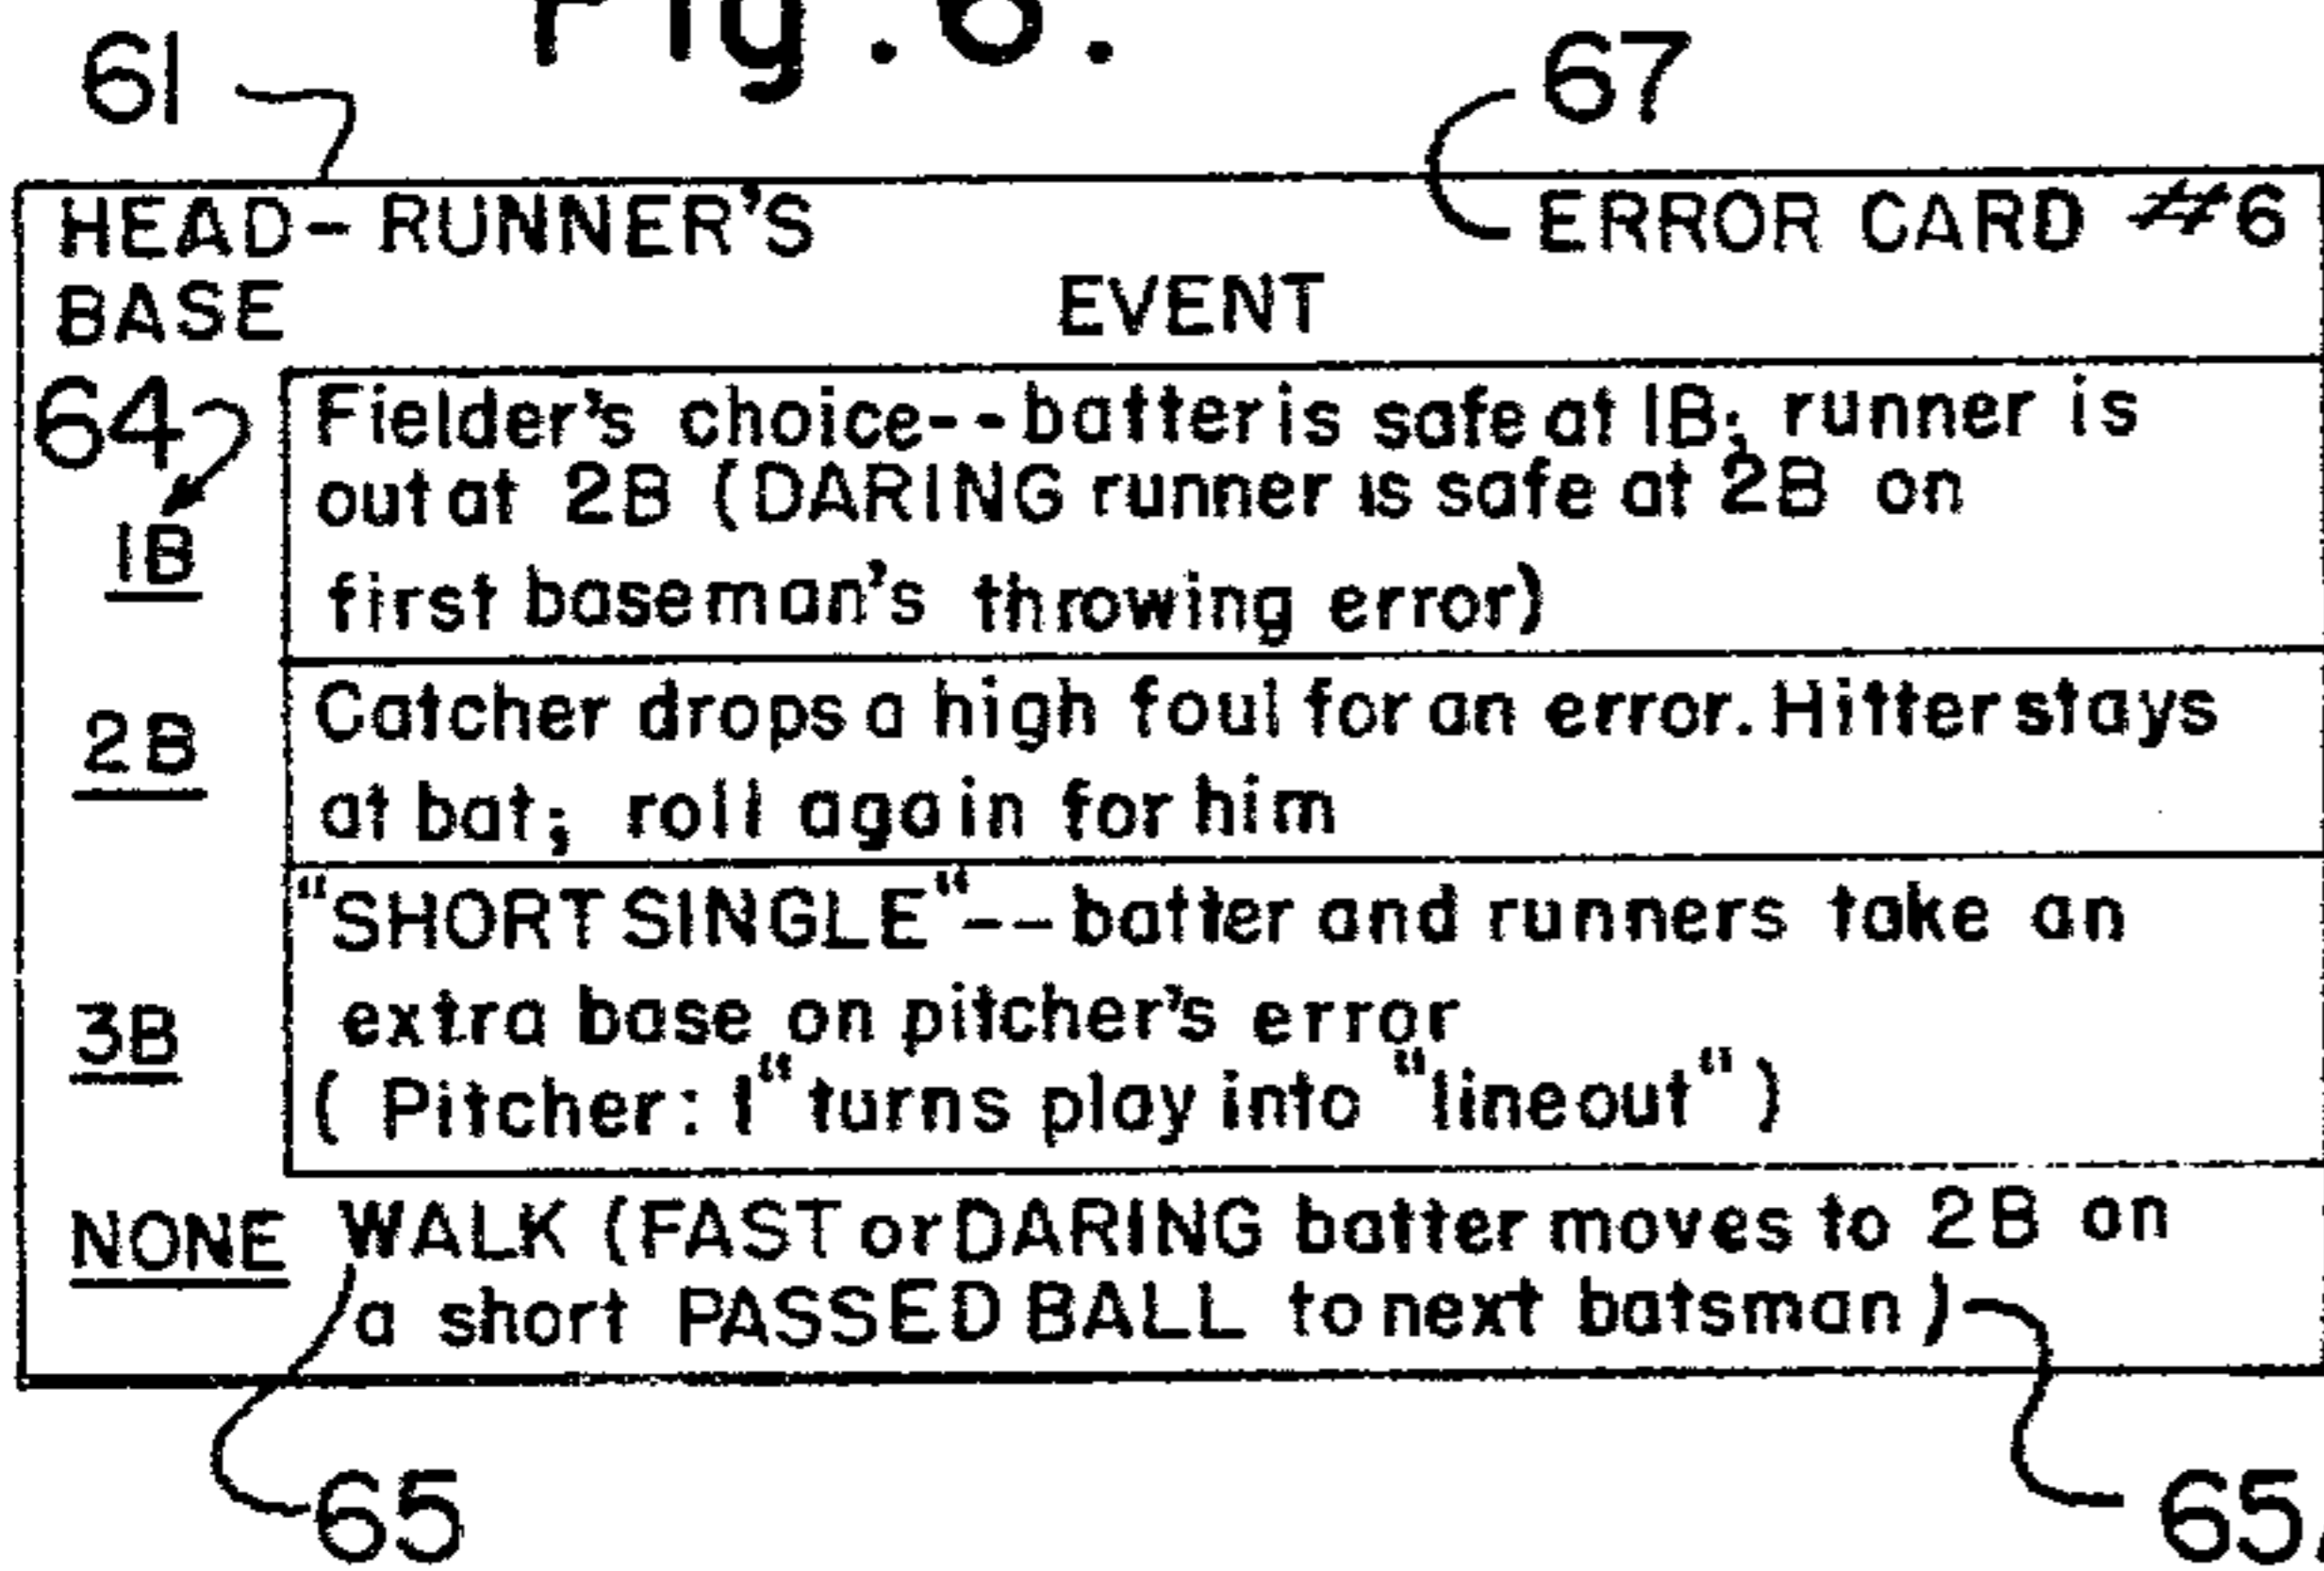 Fig.6.
61
67
HEAD-RUNNER'S ERROR CARD #6
BASE EVENT
64
1B Fielder's choice--batter is safe at 1B; runner is
out at 2B (DARING runner is safe at 2B on
first baseman's throwing error)
2B Catcher drops a high foul for an error. Hitter stays
at bat; roll again for him
3B "SHORT SINGLE"--batter and runners take an
extra base on pitcher's error
(Pitcher: 1" turns play into "lineout")
NONE WALK (FAST or DARING batter moves to 2B on
a short PASSED BALL to next batsman)
65
65